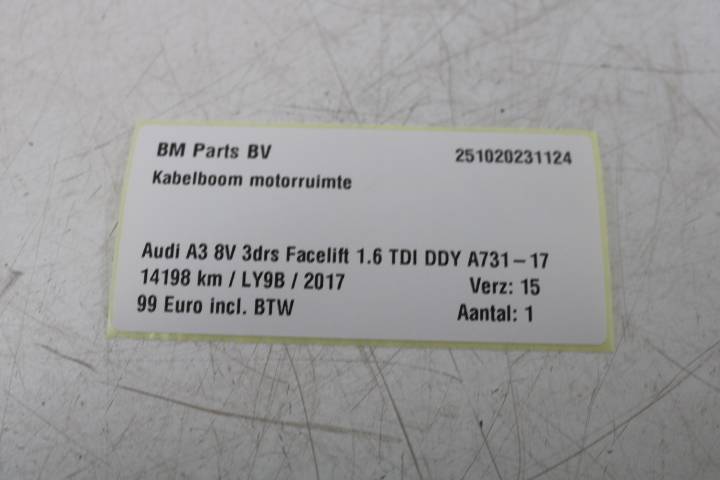 BM Parts BV 251020231124
Kabelboom motorruimte
Audi A3 8V 3drs Facelift 1.6 TDI DDY A731-17
14198 km / LY9B / 2017 Verz: 15
99 Euro incl. BTW Aantal: 1